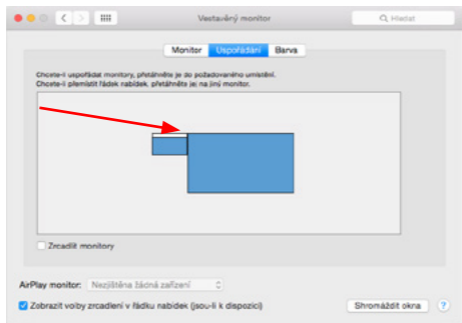 Vestavěný monitor
Hledat
Monitor Uspořádání Barva
Chcete-li uspořádat monitory, přetáhněte je do požadovaného umístění.
Chcete-li přemístit řádek nabídek, přetáhněte jej na jiný monitor.
Zrcadlit monitory
AirPlay monitor: Nezjištěna žádná zařízení
Zobrazit volby zrcadlení v řádku nabídek (jsou-li k dispozici)
Shromáždit okna ?